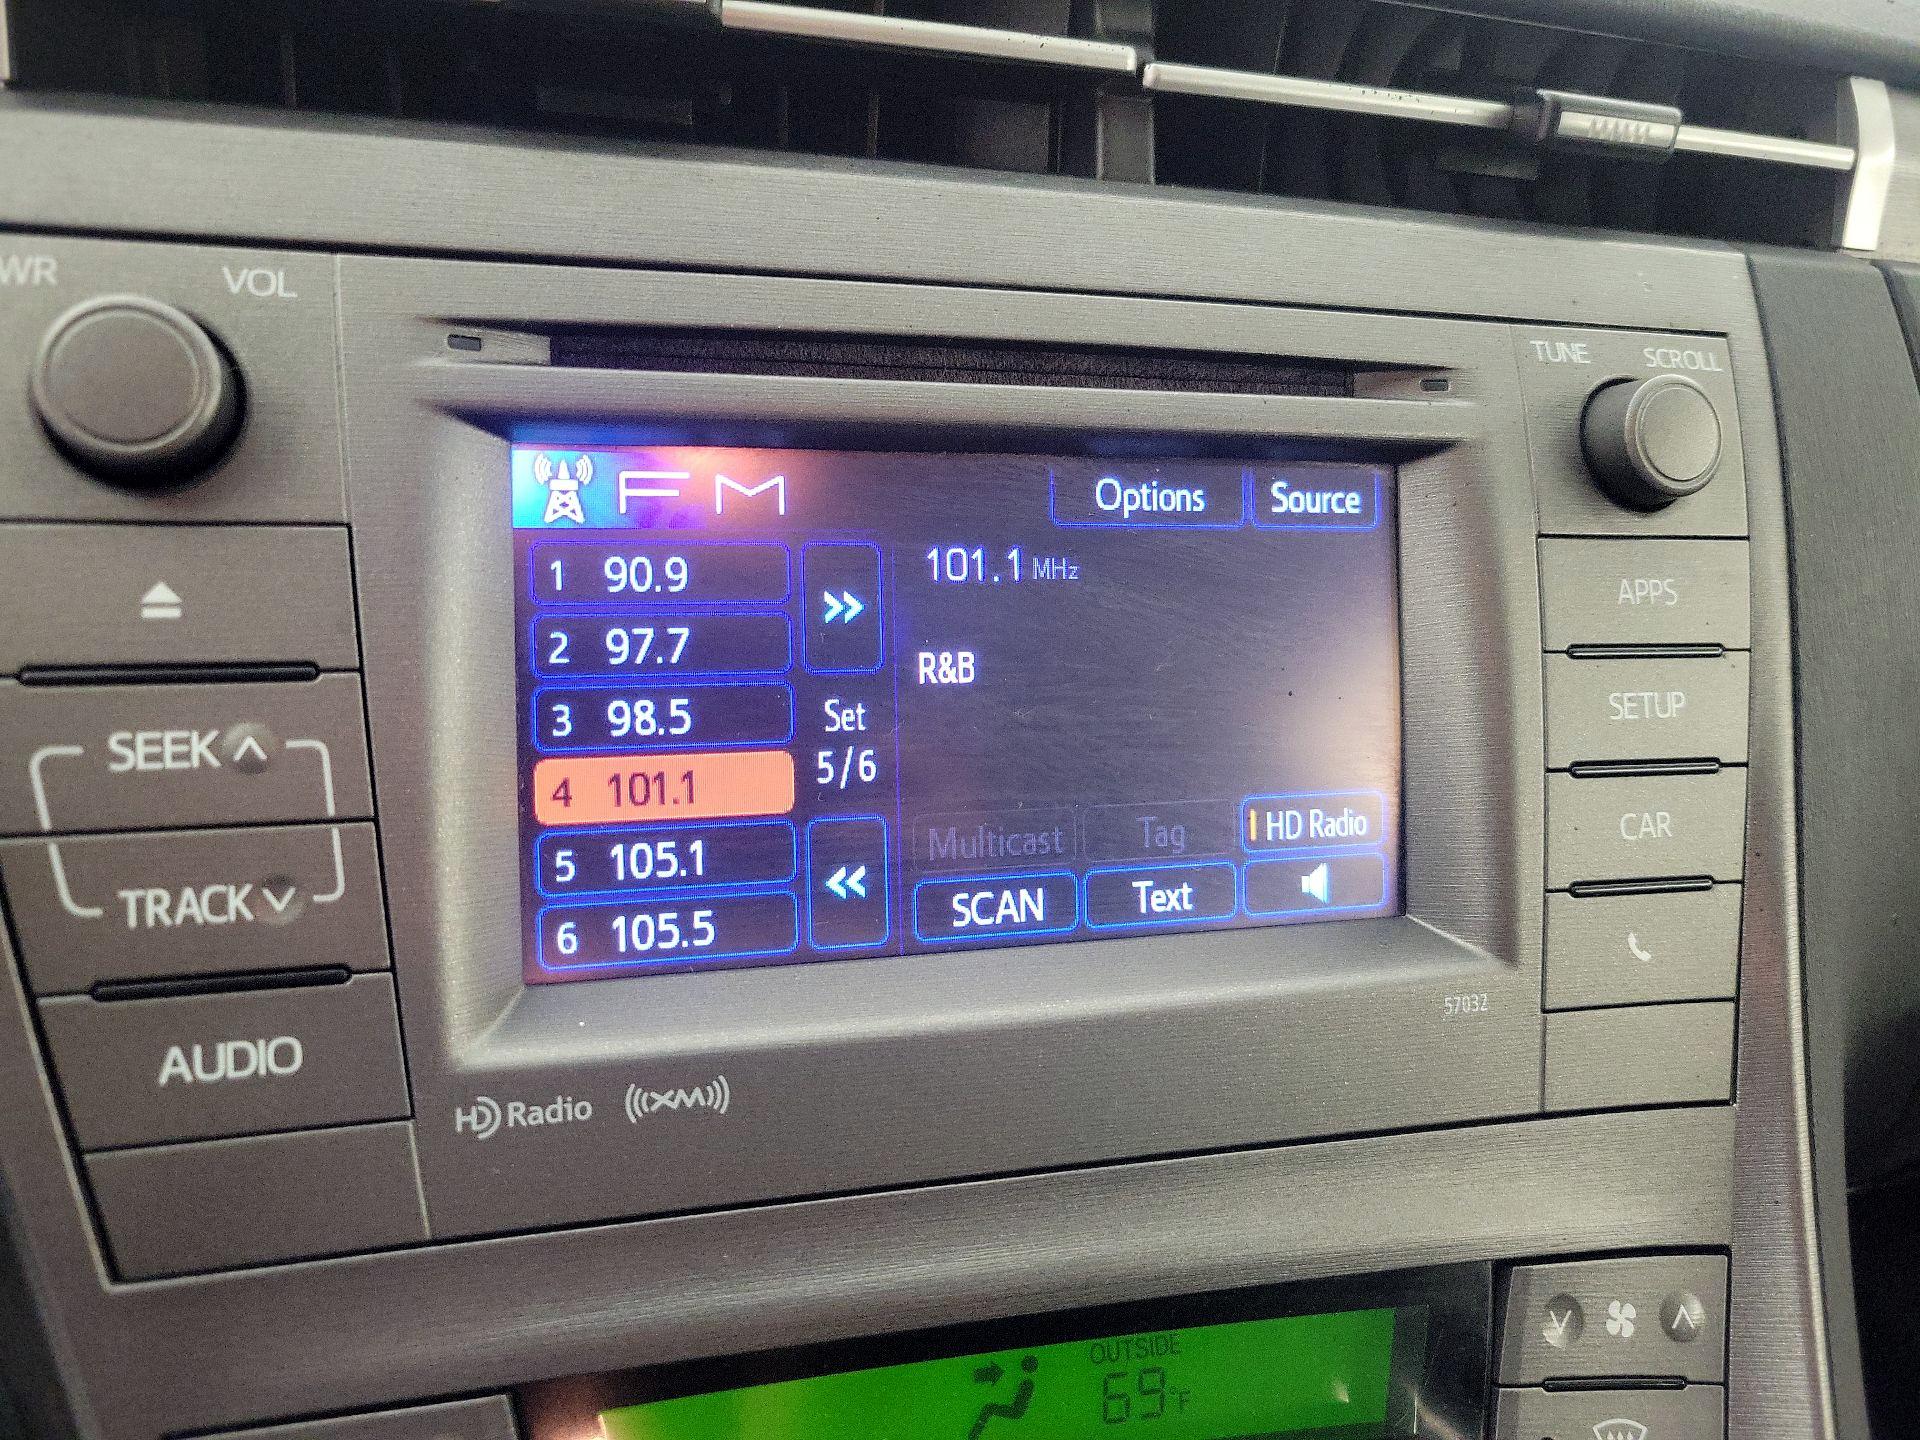 WR VOL
TUNE SCROLL
FM Options Source
1 90.9
2 97.7
3 98.5
4 101.1
5 105.1
6 105.5
>>
Set
5/6
<<
101.1 MHz
R&B
Multicast Tag HD Radio
SCAN Text
SEEK
TRACK
AUDIO
APPS
SETUP
CAR
57032
HD Radio XM
OUTSIDE
69°F